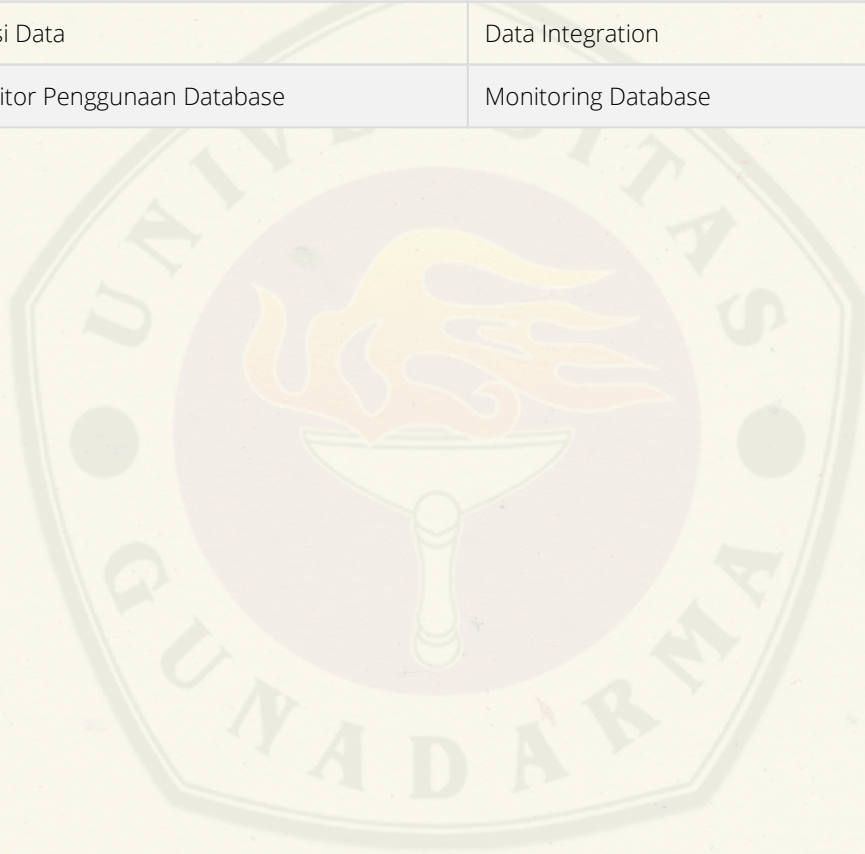 si Data
Data Integration
itor Penggunaan Database
Monitoring Database
UNIVERSITAS
GUNADARMA